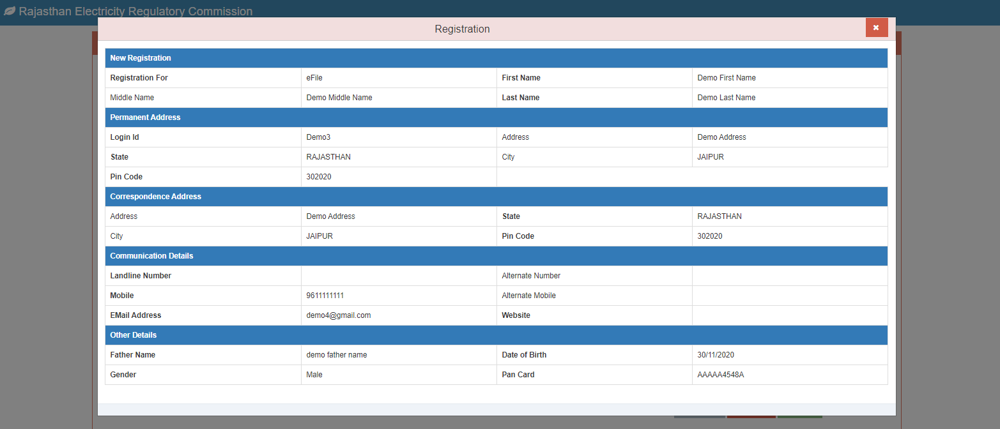 Rajasthan Electricity Regulatory Commission
Registration
New Registration
Registration For eFile First Name Demo First Name
Middle Name Demo Middle Name Last Name Demo Last Name
Permanent Address
Login Id Demo3 Address Demo Address
State RAJASTHAN City JAIPUR
Pin Code 302020
Correspondence Address
Address Demo Address State RAJASTHAN
City JAIPUR Pin Code 302020
Communication Details
Landline Number Alternate Number
Mobile 9611111111 Alternate Mobile
EMail Address demo4@gmail.com Website
Other Details
Father Name demo father name Date of Birth 30/11/2020
Gender Male Pan Card AAAAA4548A